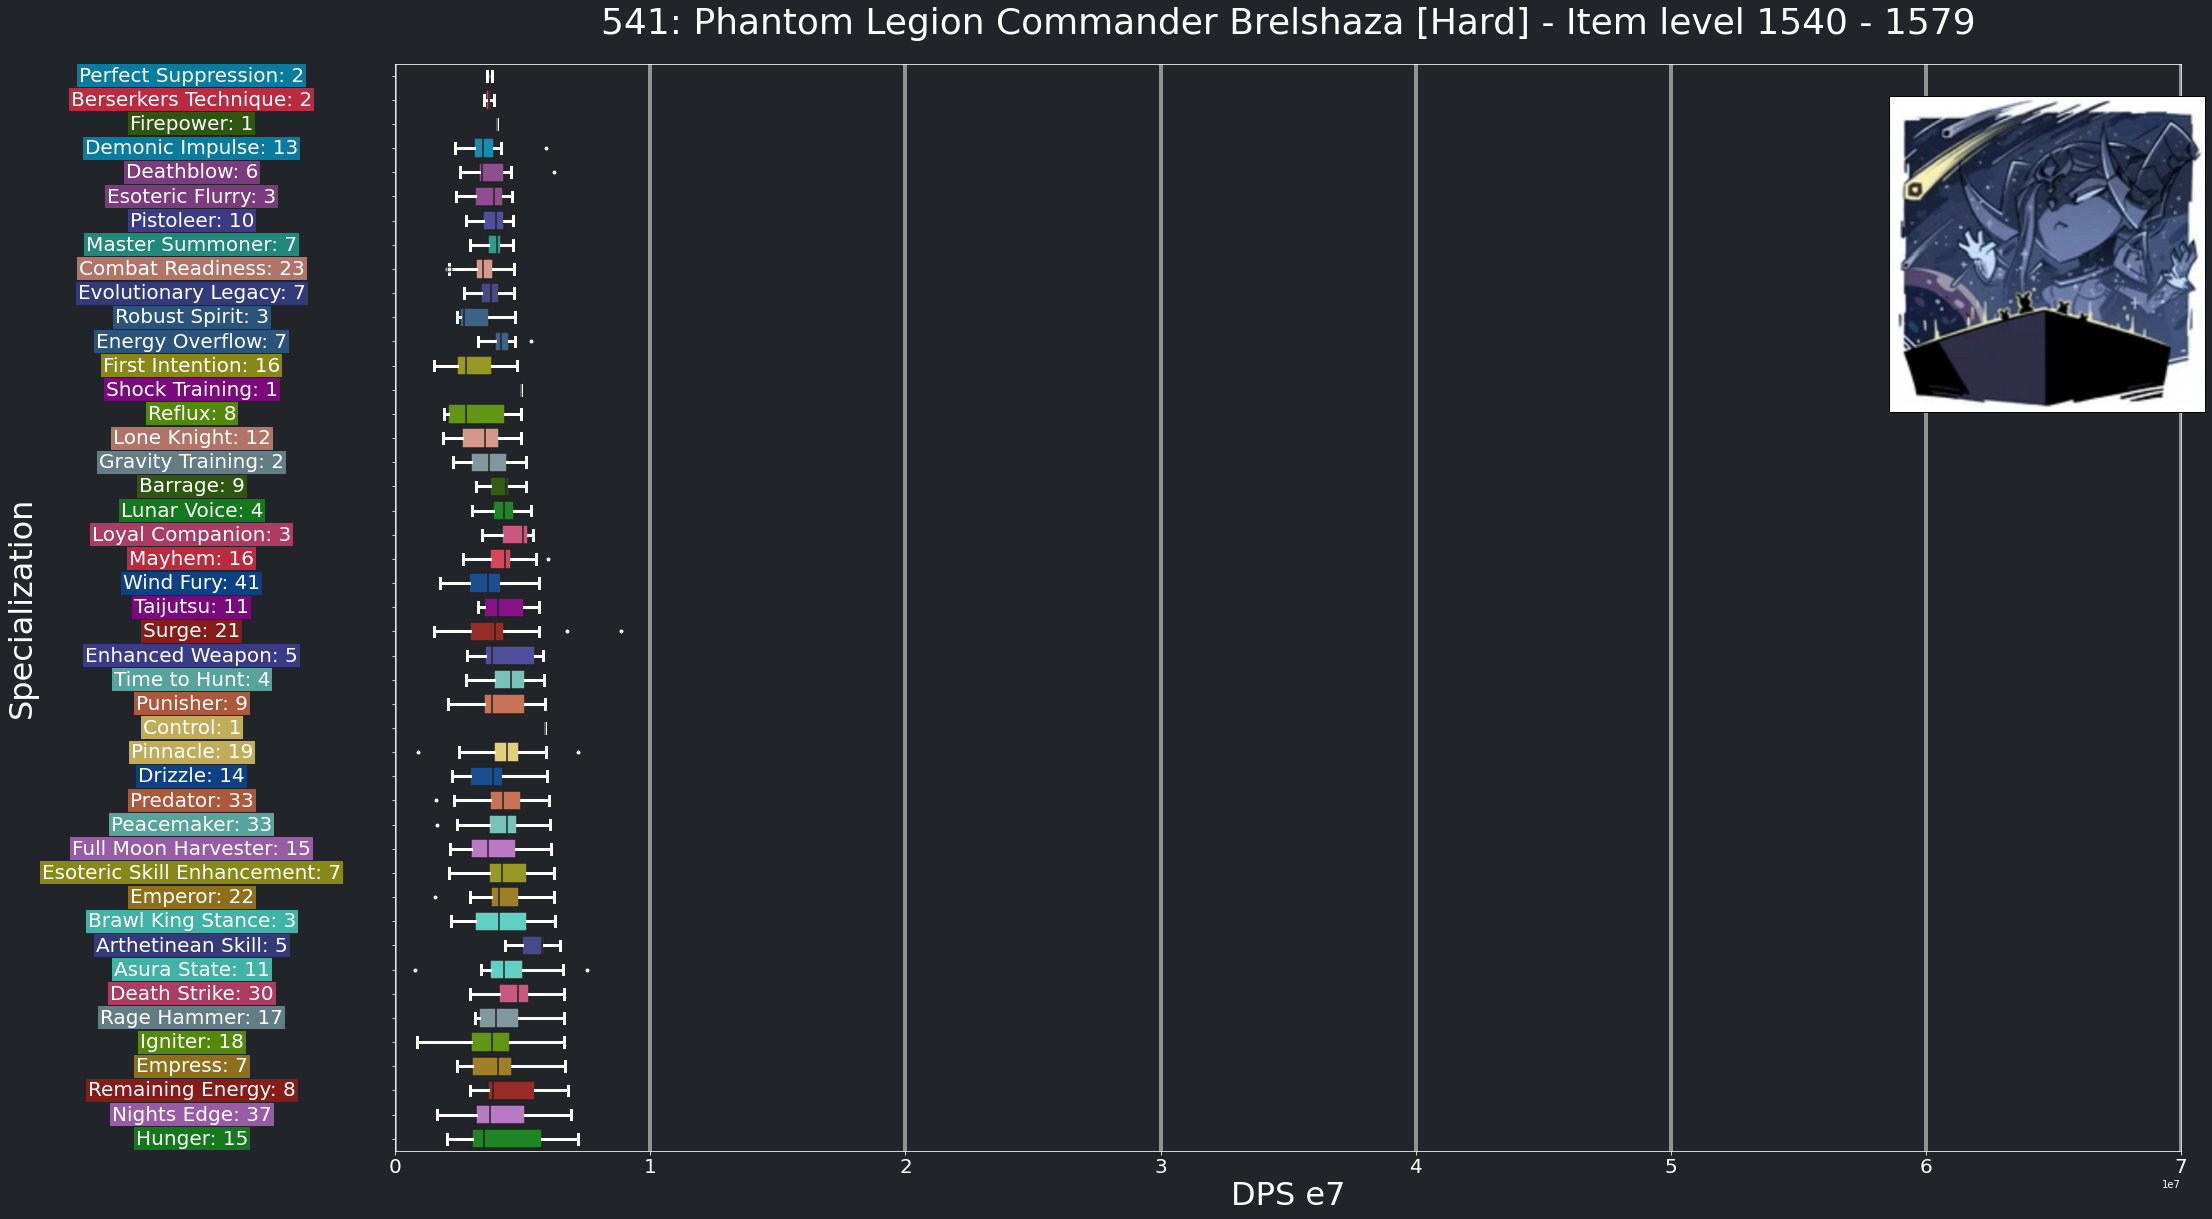 541: Phantom Legion Commander Brelshaza [Hard] - Item level 1540 - 1579
Perfect Suppression: 2
Berserkers Technique: 2
Firepower: 1
Demonic Impulse: 13
Deathblow: 6
Esoteric Flurry: 3
Pistoleer: 10
Master Summoner: 7
Combat Readiness: 23
Evolutionary Legacy: 7
Robust Spirit: 3
Energy Overflow: 7
First Intention: 16
Shock Training: 1
Reflux: 8
Lone Knight: 12
Gravity Training: 2
Barrage: 9
Lunar Voice: 4
Loyal Companion: 3
Mayhem: 16
Wind Fury: 41
Taijutsu: 11
Surge: 21
Enhanced Weapon: 5
Time to Hunt: 4
Punisher: 9
Control: 1
Pinnacle: 19
Drizzle: 14
Predator: 33
Peacemaker: 33
Full Moon Harvester: 15
Esoteric Skill Enhancement: 7
Emperor: 22
Brawl King Stance: 3
Arthetinean Skill: 5
Asura State: 11
Death Strike: 30
Rage Hammer: 17
Igniter: 18
Empress: 7
Remaining Energy: 8
Nights Edge: 37
Hunger: 15
Specialization
0 1 2 3 4 5 6 7
1e7
DPS e7